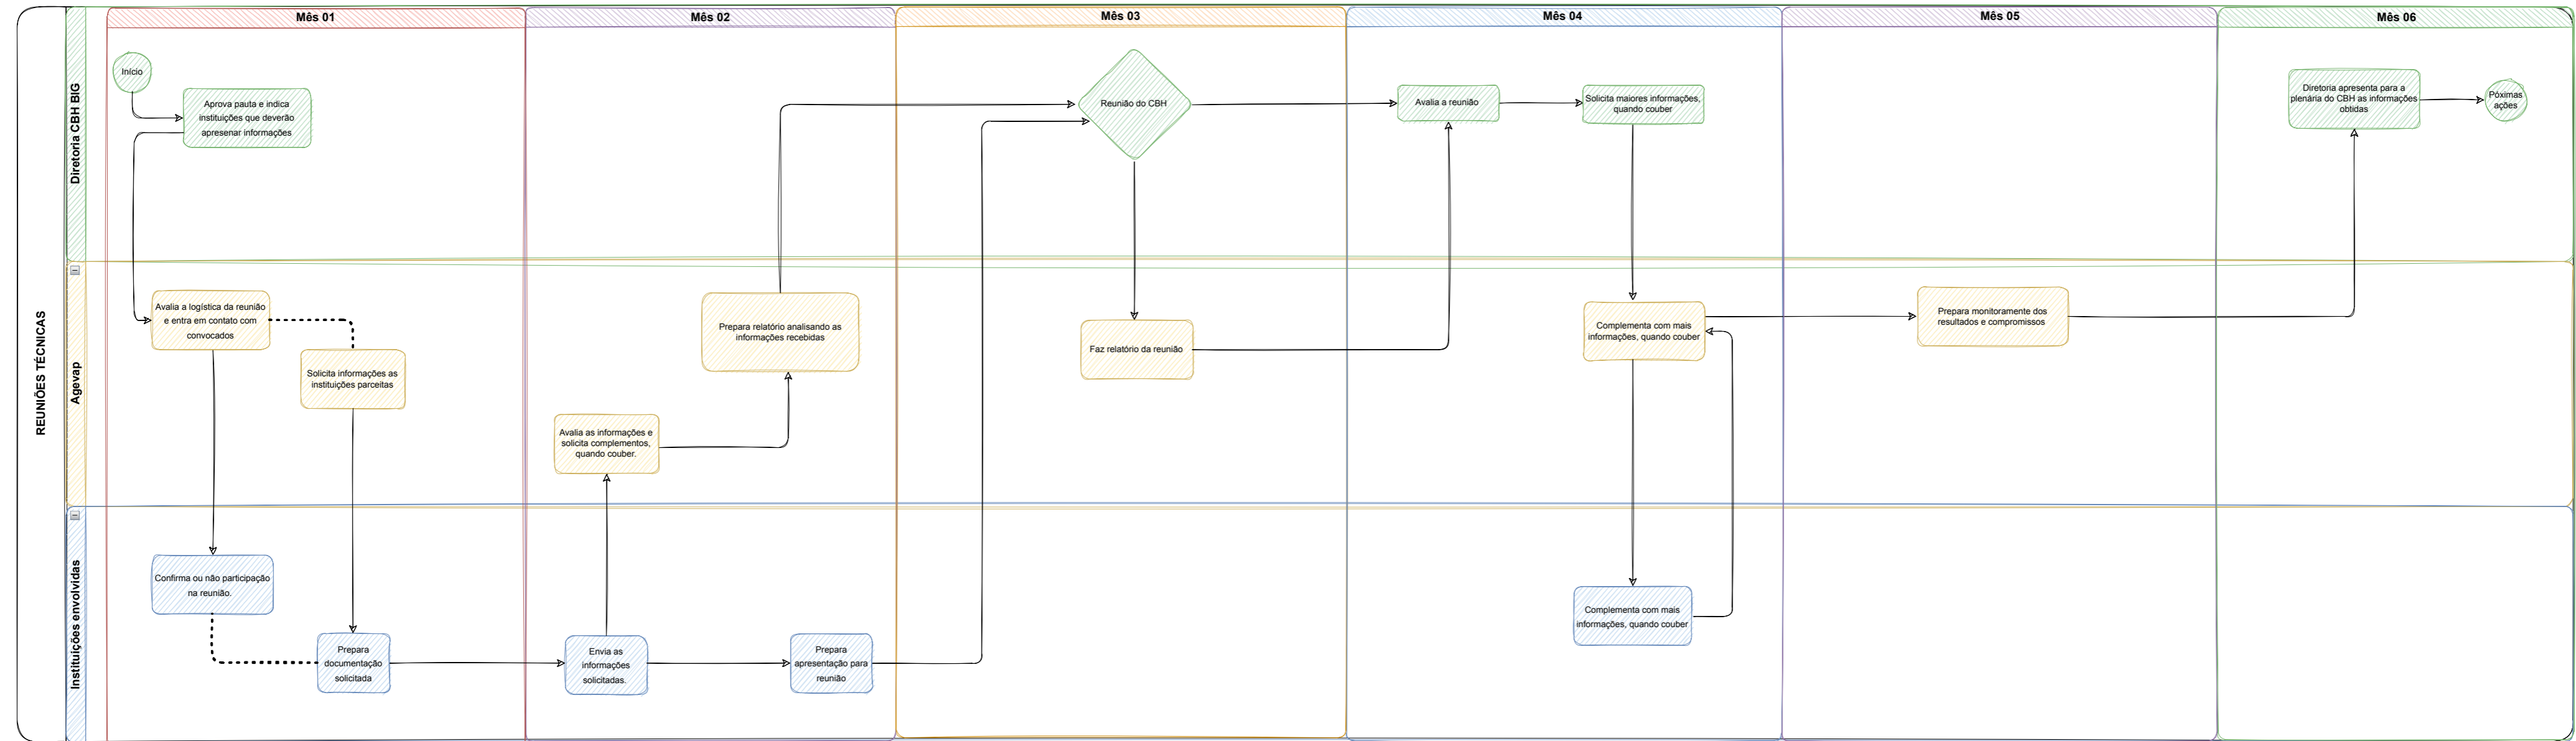 Mês 01
Mês 02
Mês 03
Mês 04
Mês 05
Mês 06
REUNIÕES TÉCNICAS
Diretoria CBH BIG
Início
Aprova pauta e indica
instituições que deverão
apresenar informações
Reunião do CBH
Avalia a reunião
Solicita maiores informações,
quando couber
Diretoria apresenta para a
plenária do CBH as informações
obtidas
Póximas
ações
Agevap
Avalia a logística da reunião
e entra em contato com
convocados
Solicita informações as
instituições parceitas
Avalia as informações e
solicita complementos,
quando couber.
Prepara relatório analisando as
informações recebidas
Faz relatório da reunião
Complementa com mais
informações, quando couber
Prepara monitoramente dos
resultados e compromissos
Instituições envolvidas
Confirma ou não participação
na reunião.
Prepara
documentação
solicitada
Envia as
informações
solicitadas.
Prepara
apresentação para
reunião
Complementa com mais
informações, quando couber